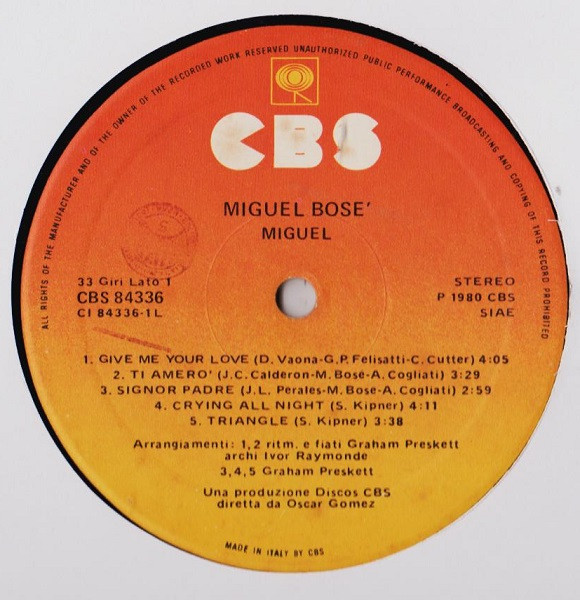 ALL RIGHTS OF THE MANUFACTURER AND OF THE OWNER OF THE RECORDED WORK RESERVED UNAUTHORIZED PUBLIC PERFORMANCE BROADCASTING AND COPYING OF THIS RECORD PROHIBITED
CBS
MIGUEL BOSE´
MIGUEL
33 Giri Lato 1
CBS 84336
CI 84336-1L
STEREO
P 1980 CBS
SIAE
1. GIVE ME YOUR LOVE (D. Vaona-G.P. Felisatti-C. Cutter) 4:05
2. TI AMERO' (J.C. Calderon-M. Bosé-A. Cogliati) 3:29
3. SIGNOR PADRE (J.L. Perales-M. Bosé-A. Cogliati) 2:59
4. CRYING ALL NIGHT (S. Kipner) 4:11
5. TRIANGLE (S. Kipner) 3:38
Arrangiamenti: 1,2 ritm. e fiati Graham Preskett
archi Ivor Raymonde
3,4,5 Graham Preskett
Una produzione Discos CBS
diretta da Oscar Gomez
MADE IN ITALY BY CBS